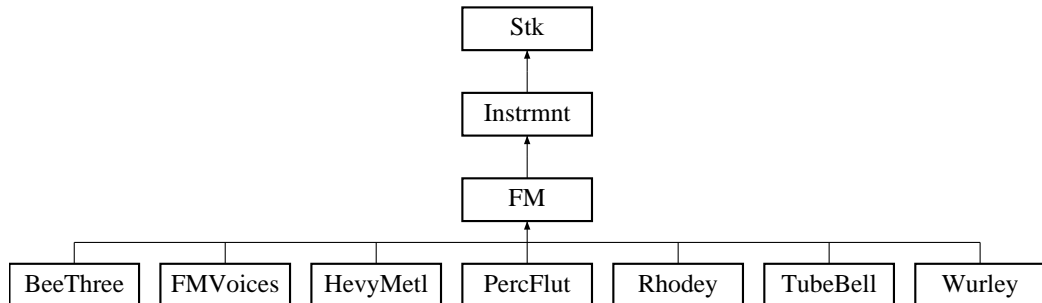 Stk
Instrmnt
FM
BeeThree FMVoices HevyMetl PercFlut Rhodey TubeBell Wurley